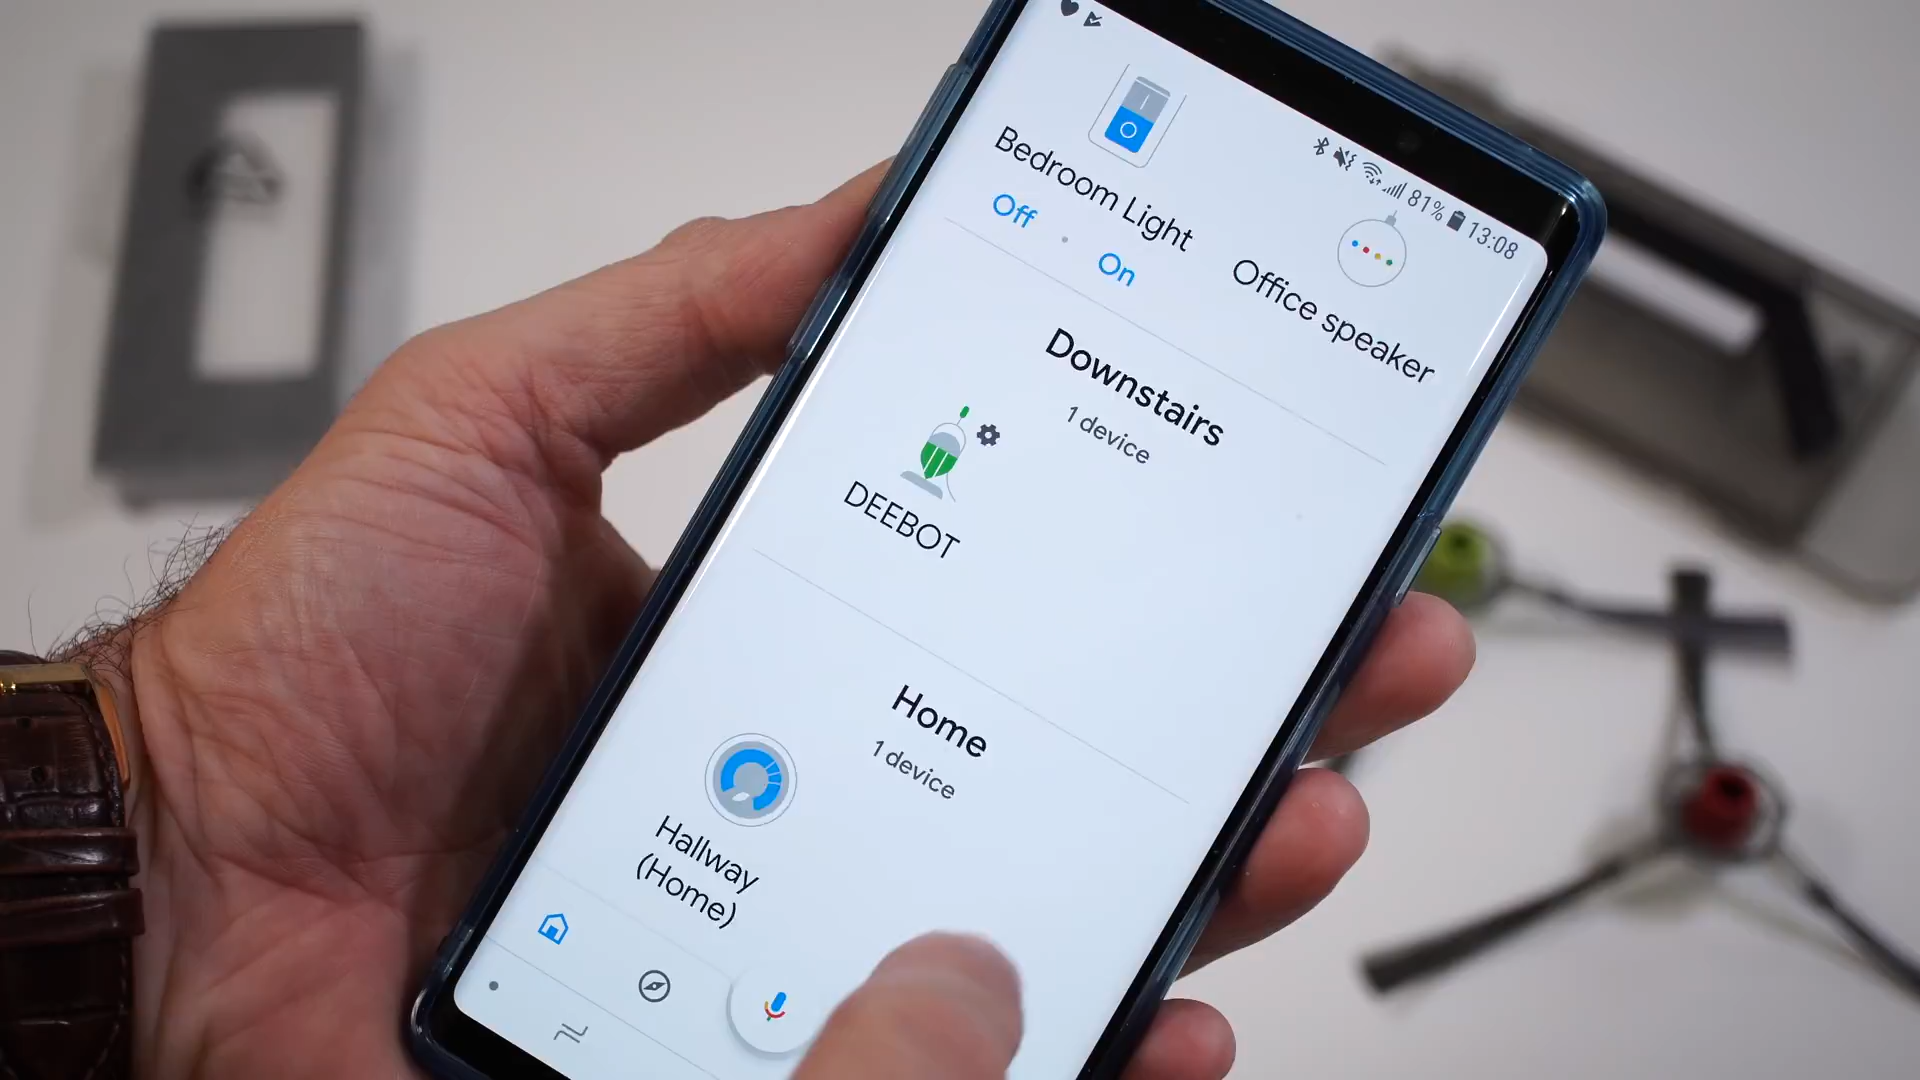 81% 13:08
Bedroom Light
Off
On
Office speaker
Downstairs
1 device
DEEBOT
Home
1 device
Hallway
(Home)